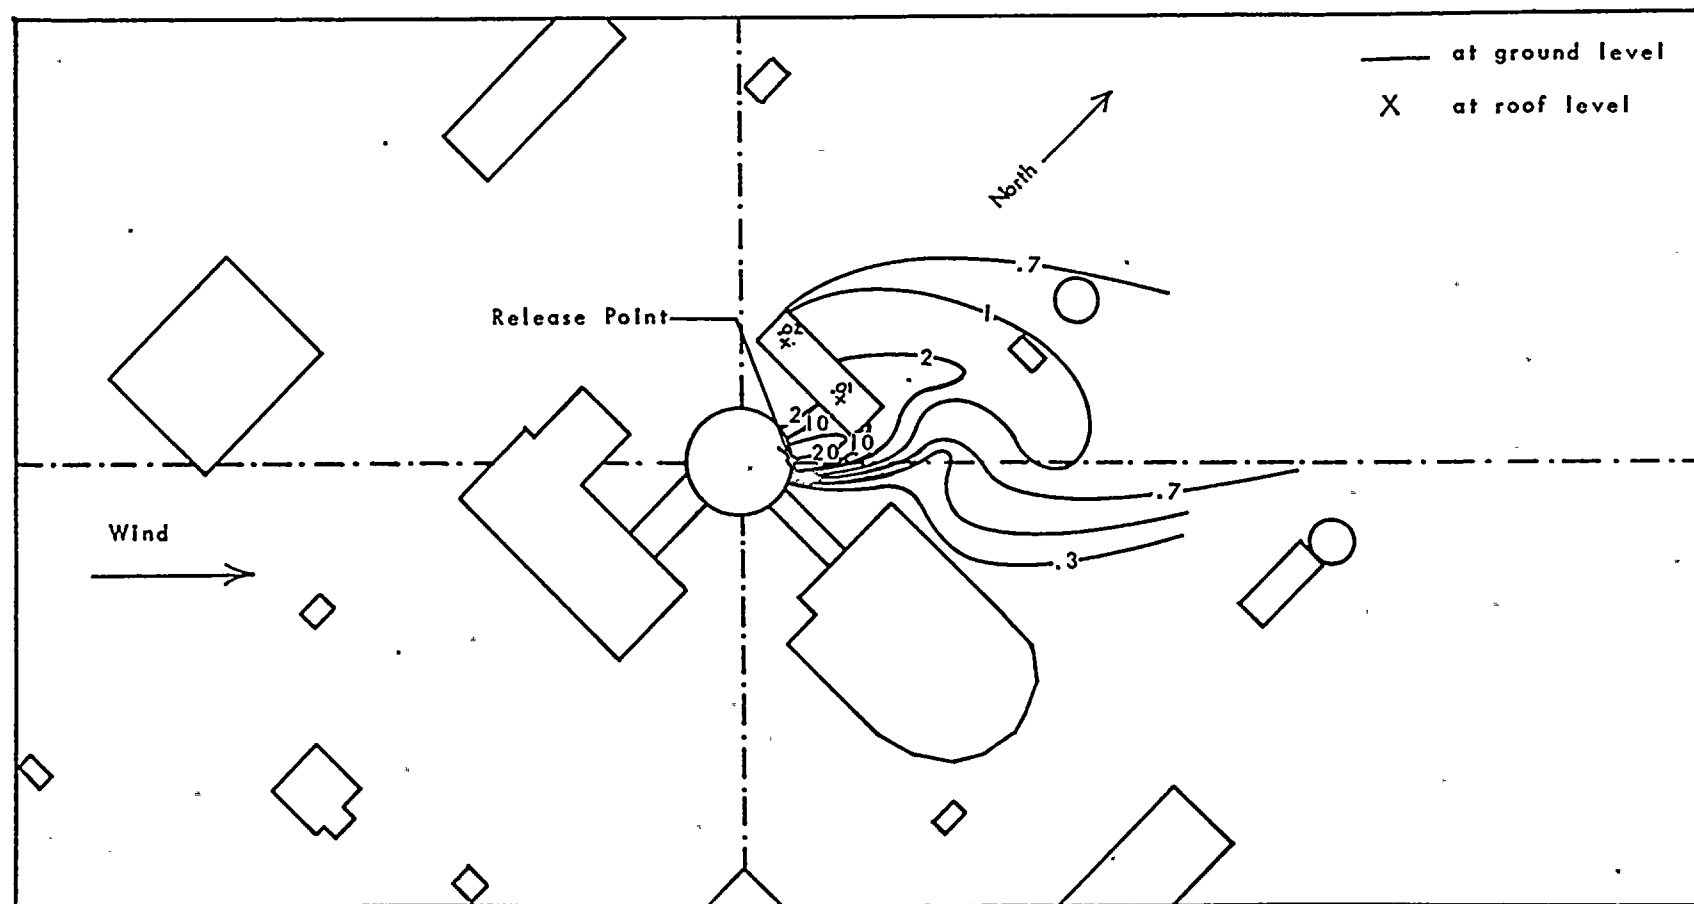 at ground level
X at roof level
North
.7
1
Release Point
2
2
10
10
20
.7
Wind
.3